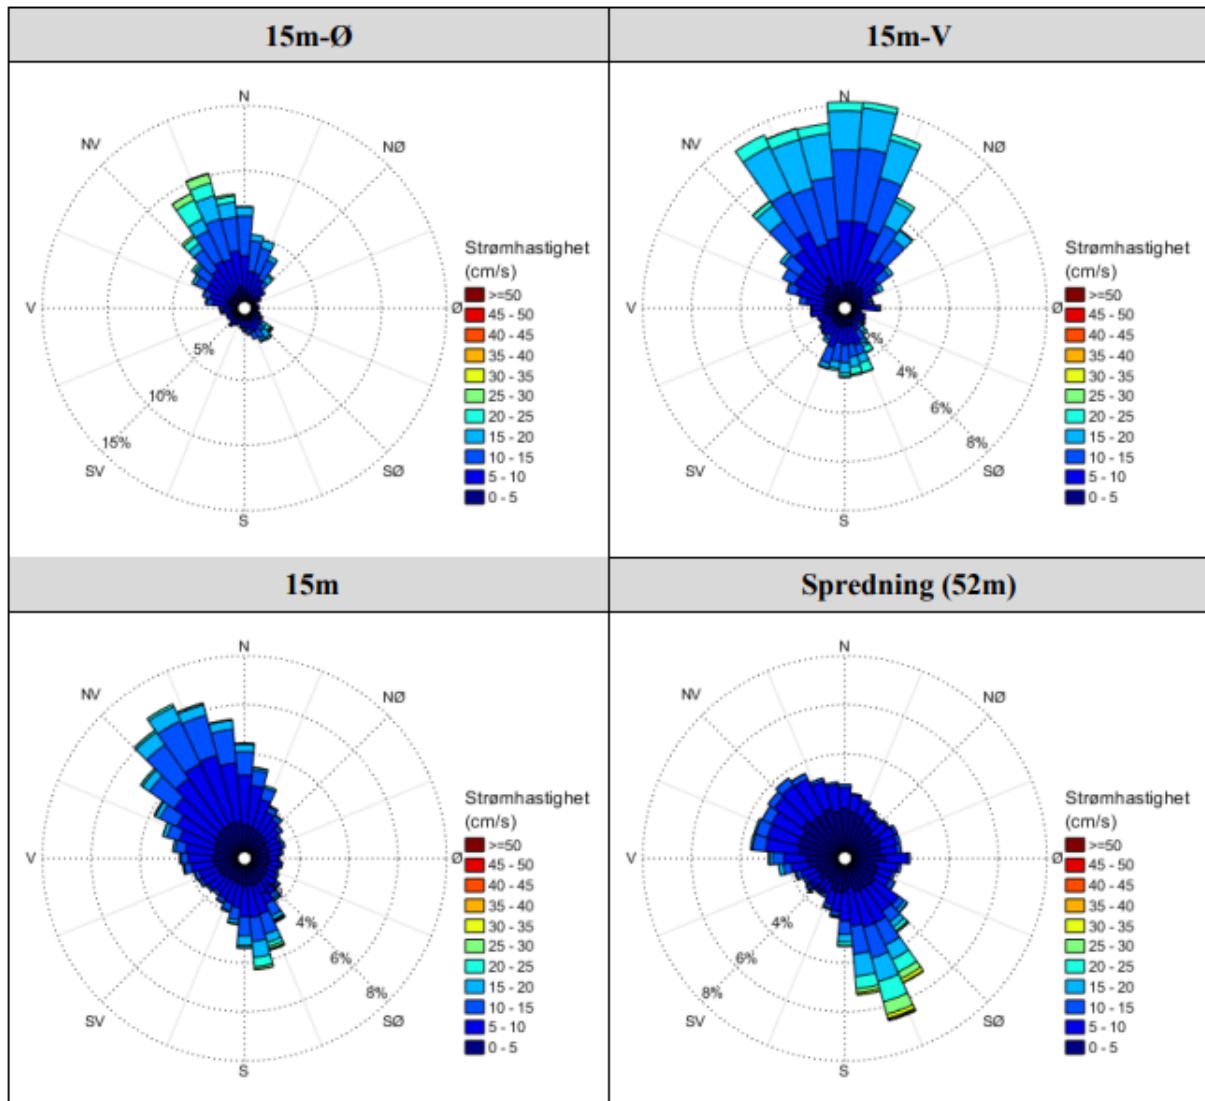 15m-Ø
15m-V
N
NV
NØ
V
Ø
SV
SØ
S
5%
10%
15%
Strømhastighet
(cm/s)
>=50
45 - 50
40 - 45
35 - 40
30 - 35
25 - 30
20 - 25
15 - 20
10 - 15
5 - 10
0 - 5
N
NV
NØ
V
Ø
SV
SØ
S
2%
4%
6%
8%
Strømhastighet
(cm/s)
>=50
45 - 50
40 - 45
35 - 40
30 - 35
25 - 30
20 - 25
15 - 20
10 - 15
5 - 10
0 - 5
15m
Spredning (52m)
N
NV
NØ
V
Ø
SV
SØ
S
4%
6%
8%
Strømhastighet
(cm/s)
>=50
45 - 50
40 - 45
35 - 40
30 - 35
25 - 30
20 - 25
15 - 20
10 - 15
5 - 10
0 - 5
N
NV
NØ
V
Ø
SV
SØ
S
4%
6%
8%
Strømhastighet
(cm/s)
>=50
45 - 50
40 - 45
35 - 40
30 - 35
25 - 30
20 - 25
15 - 20
10 - 15
5 - 10
0 - 5